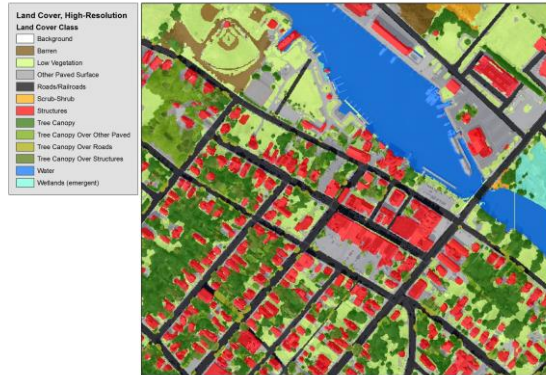 Land Cover, High-Resolution
Land Cover Class
Background
Barren
Low Vegetation
Other Paved Surface
Roads/Railroads
Scrub-Shrub
Structures
Tree Canopy
Tree Canopy Over Other Paved
Tree Canopy Over Roads
Tree Canopy Over Structures
Water
Wetlands (emergent)